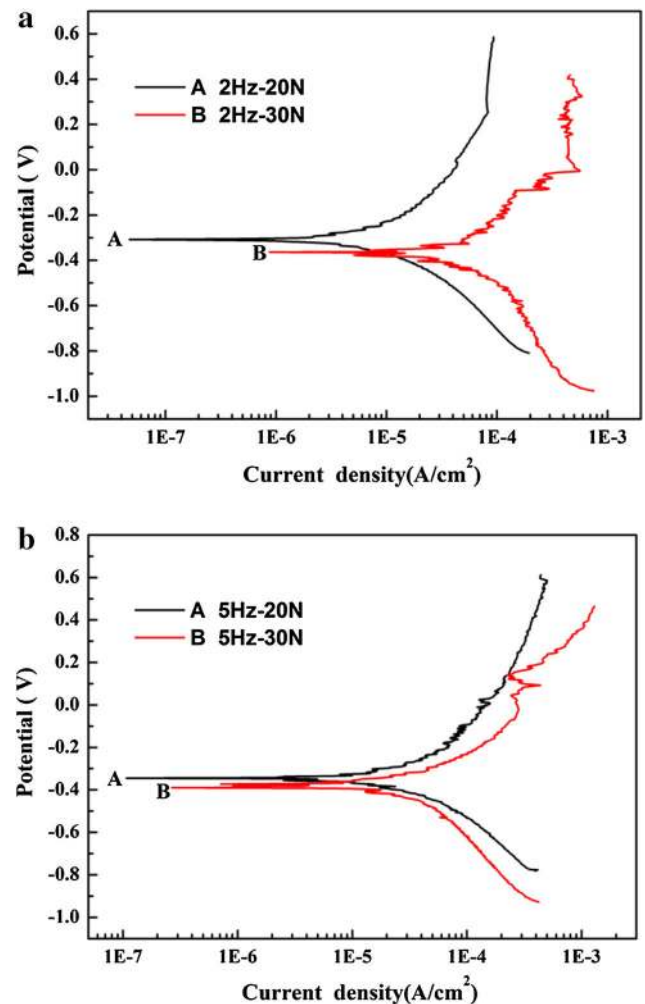 a
0.6
0.4
0.2
0.0
-0.2
-0.4
-0.6
-0.8
-1.0
Potential ( V)
A 2Hz-20N
B 2Hz-30N
A
B
1E-7 1E-6 1E-5 1E-4 1E-3
Current density(A/cm²)
b
0.8
0.6
0.4
0.2
0.0
-0.2
-0.4
-0.6
-0.8
-1.0
Potential ( V)
A 5Hz-20N
B 5Hz-30N
A
B
1E-7 1E-6 1E-5 1E-4 1E-3
Current density(A/cm²)